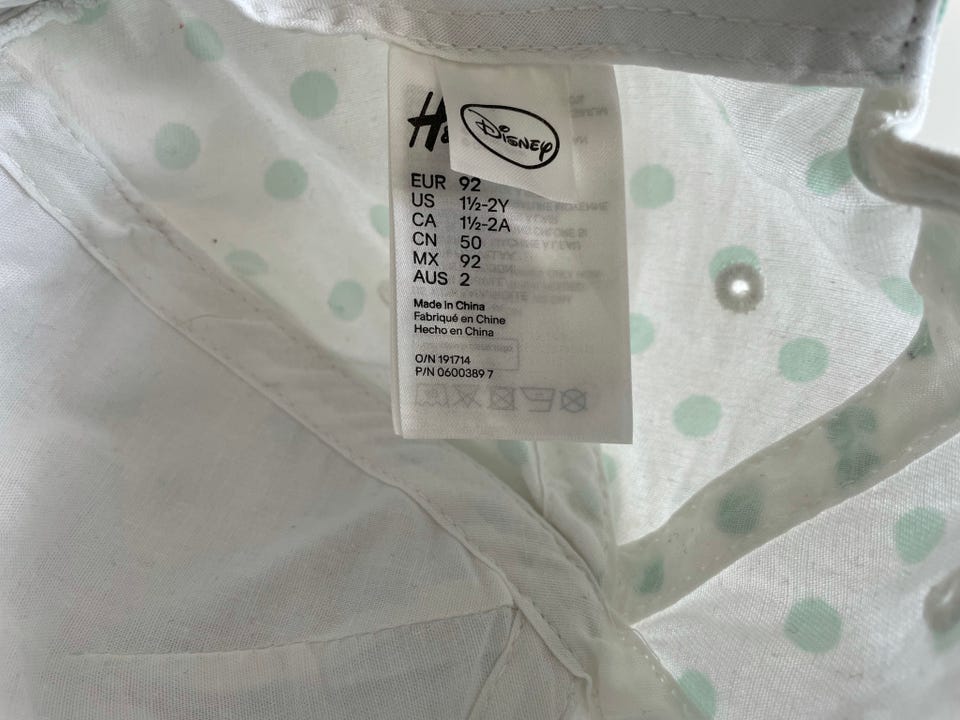 H&
Disney
EUR 92
US 1½-2Y
CA 1½-2A
CN 50
MX 92
AUS 2
Made in China
Fabriqué en Chine
Hecho en China
O/N 191714
P/N 0600389 7